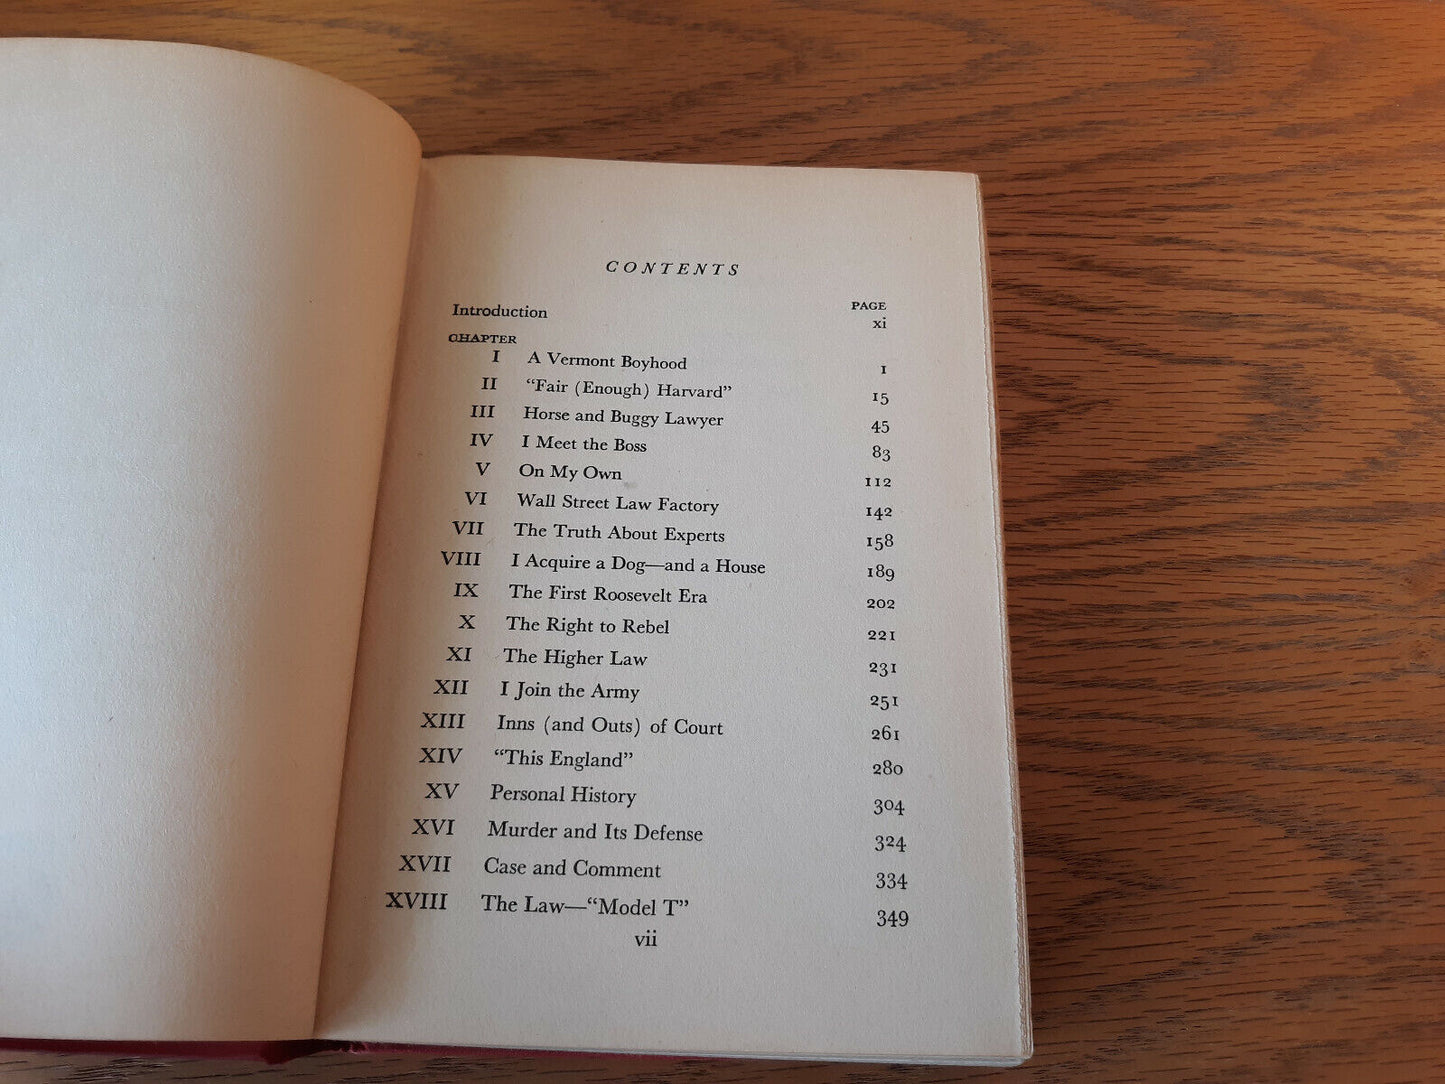 CONTENTS
PAGE
Introduction xi
CHAPTER
I A Vermont Boyhood 1
II “Fair (Enough) Harvard” 15
III Horse and Buggy Lawyer 45
IV I Meet the Boss 83
V On My Own 112
VI Wall Street Law Factory 142
VII The Truth About Experts 158
VIII I Acquire a Dog—and a House 189
IX The First Roosevelt Era 202
X The Right to Rebel 221
XI The Higher Law 231
XII I Join the Army 251
XIII Inns (and Outs) of Court 261
XIV “This England” 280
XV Personal History 304
XVI Murder and Its Defense 324
XVII Case and Comment 334
XVIII The Law—“Model T” 349
vii